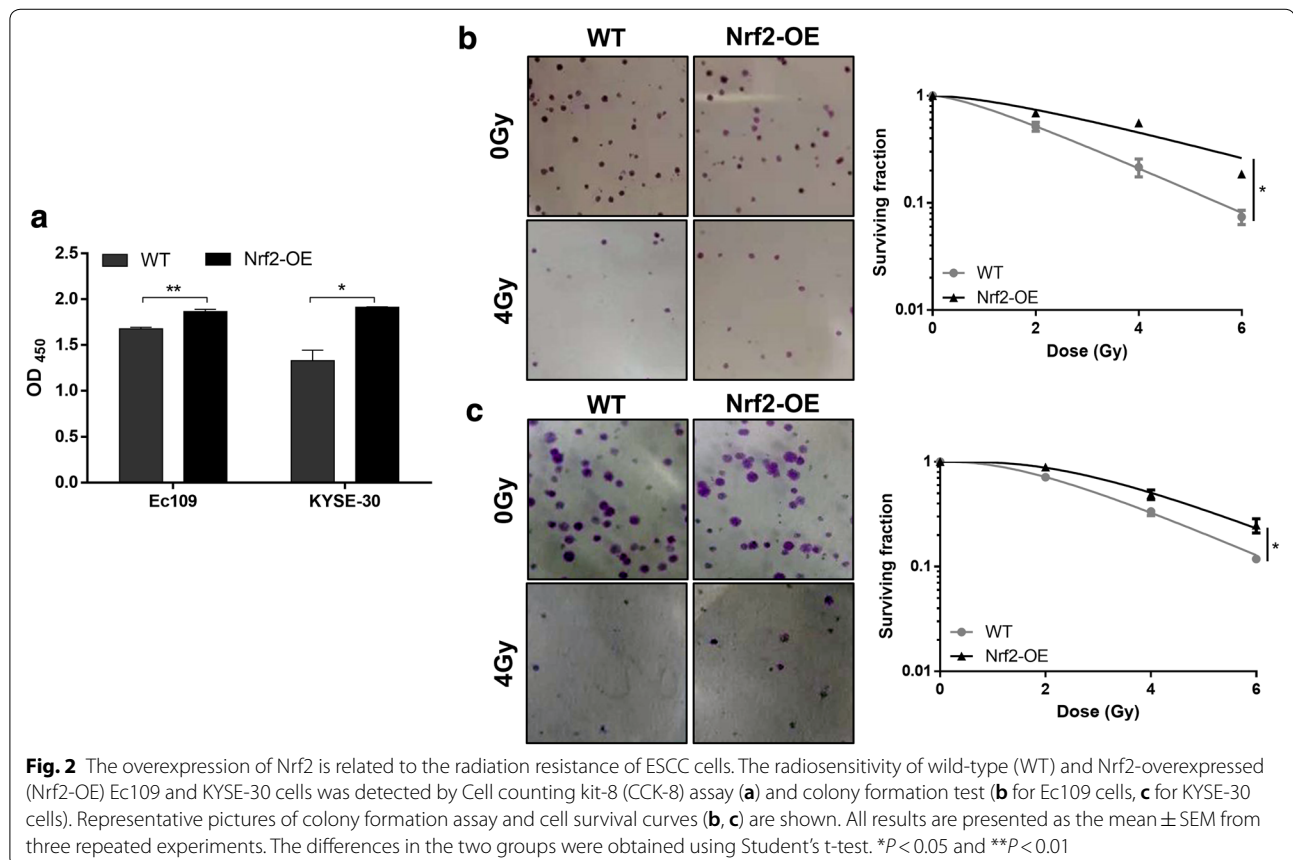 b
WT Nrf2-OE
0Gy
4Gy
Surviving fraction
1
0.1
0.01
WT
Nrf2-OE
0 2 4 6
Dose (Gy)
*
a
2.5
2.0
1.5
1.0
0.5
0.0
OD 450
WT Nrf2-OE
** *
Ec109 KYSE-30
c
WT Nrf2-OE
0Gy
4Gy
Surviving fraction
1
0.1
0.01
WT
Nrf2-OE
0 2 4 6
Dose (Gy)
*
Fig. 2 The overexpression of Nrf2 is related to the radiation resistance of ESCC cells. The radiosensitivity of wild-type (WT) and Nrf2-overexpressed
(Nrf2-OE) Ec109 and KYSE-30 cells was detected by Cell counting kit-8 (CCK-8) assay (a) and colony formation test (b for Ec109 cells, c for KYSE-30
cells). Representative pictures of colony formation assay and cell survival curves (b, c) are shown. All results are presented as the mean ± SEM from
three repeated experiments. The differences in the two groups were obtained using Student's t-test. *P < 0.05 and **P < 0.01